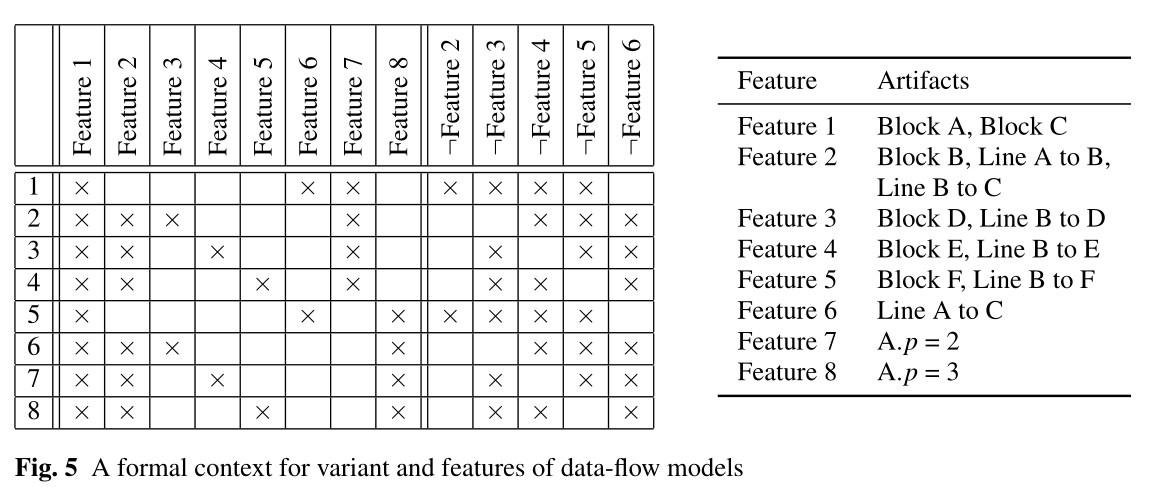 Feature 1 Feature 2 Feature 3 Feature 4 Feature 5 Feature 6 Feature 7 Feature 8 ¬Feature 2 ¬Feature 3 ¬Feature 4 ¬Feature 5 ¬Feature 6
1 × × × × × × ×
2 × × × × × × ×
3 × × × × × × ×
4 × × × × × × ×
5 × × × × × × ×
6 × × × × × × ×
7 × × × × × × ×
8 × × × × × × ×
Feature Artifacts
Feature 1 Block A, Block C
Feature 2 Block B, Line A to B,
Line B to C
Feature 3 Block D, Line B to D
Feature 4 Block E, Line B to E
Feature 5 Block F, Line B to F
Feature 6 Line A to C
Feature 7 A.p = 2
Feature 8 A.p = 3
Fig. 5 A formal context for variant and features of data-flow models